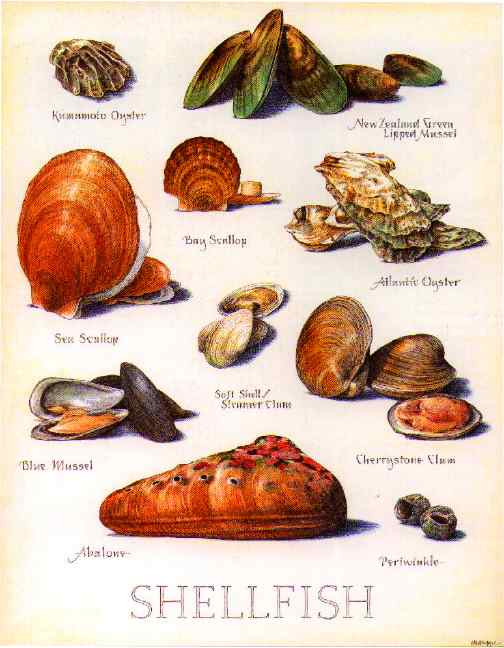 Kumamoto Oyster
New Zealand Green
Lipped Mussel
Bay Scallop
Atlantic Oyster
Sea Scallop
Soft Shell/
Steamer Clam
Blue Mussel
Cherrystone Clam
Abalone
Periwinkle
SHELLFISH